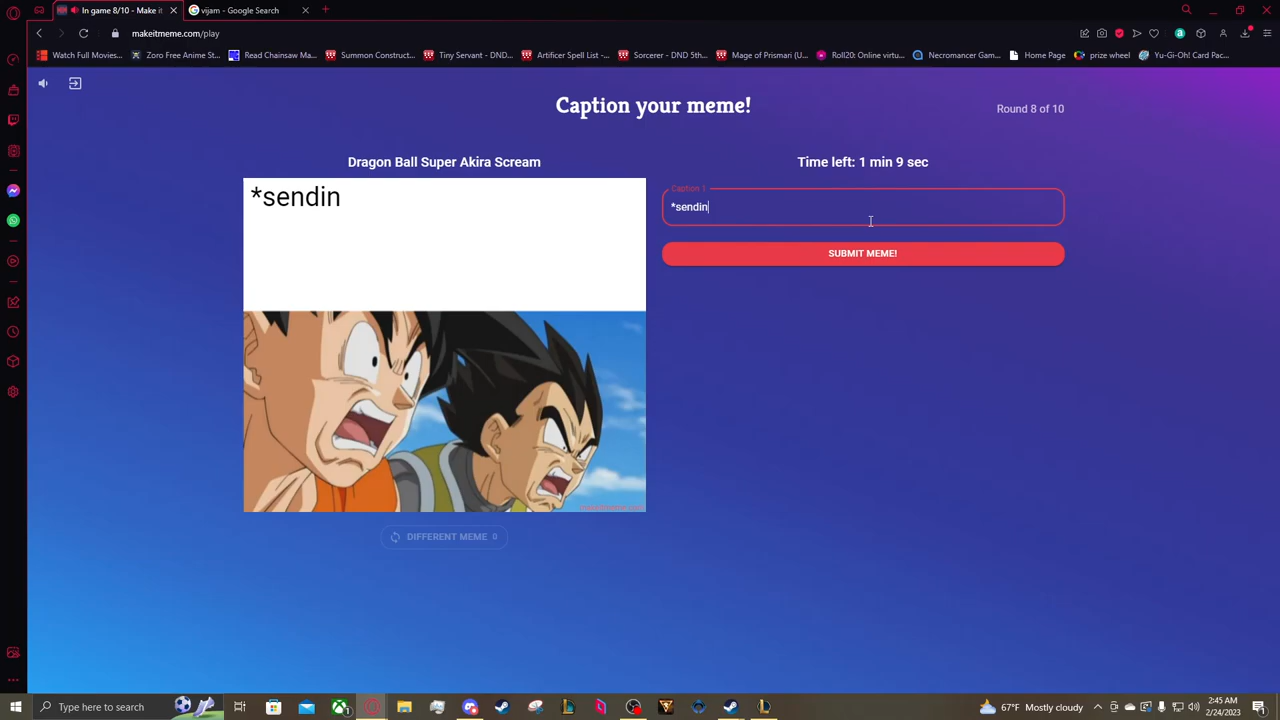 In game 8/10 - Make it meme
vijam - Google Search
makeitmeme.com/play
Watch Full Movies...
Zoro Free Anime St...
Read Chainsaw Ma...
Summon Construct...
Tiny Servant - DND...
Artificer Spell List -...
Sorcerer - DND 5th...
Mage of Prismari (U...
Roll20: Online virtu...
Necromancer Gam...
Home Page
prize wheel
Yu-Gi-Oh! Card Pac...
Caption your meme!
Round 8 of 10
Dragon Ball Super Akira Scream
Time left: 1 min 9 sec
*sendin
Caption 1
*sendin
SUBMIT MEME!
DIFFERENT MEME 0
Type here to search
67°F Mostly cloudy
2:45 AM
2/24/2023